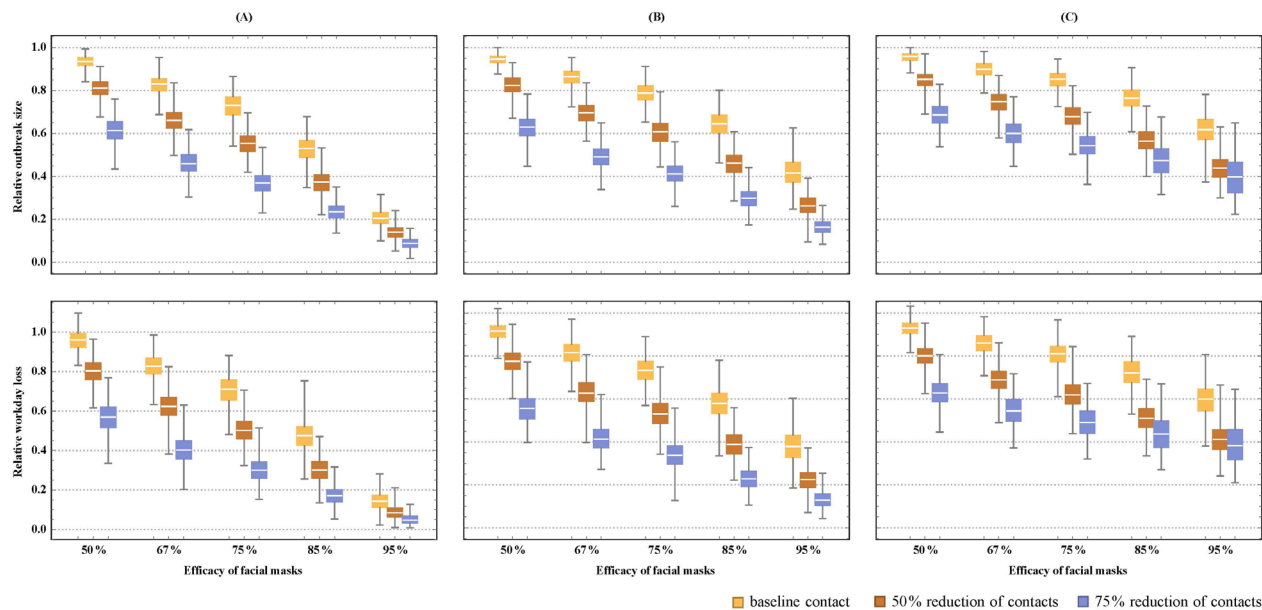 (A) (B) (C)
Relative outbreak size
1.0
0.8
0.6
0.4
0.2
0.0
Relative workday loss
1.0
0.8
0.6
0.4
0.2
0.0
50% 67% 75% 85% 95% 50% 67% 75% 85% 95% 50% 67% 75% 85% 95%
Efficacy of facial masks Efficacy of facial masks Efficacy of facial masks
baseline contact 50% reduction of contacts 75% reduction of contacts